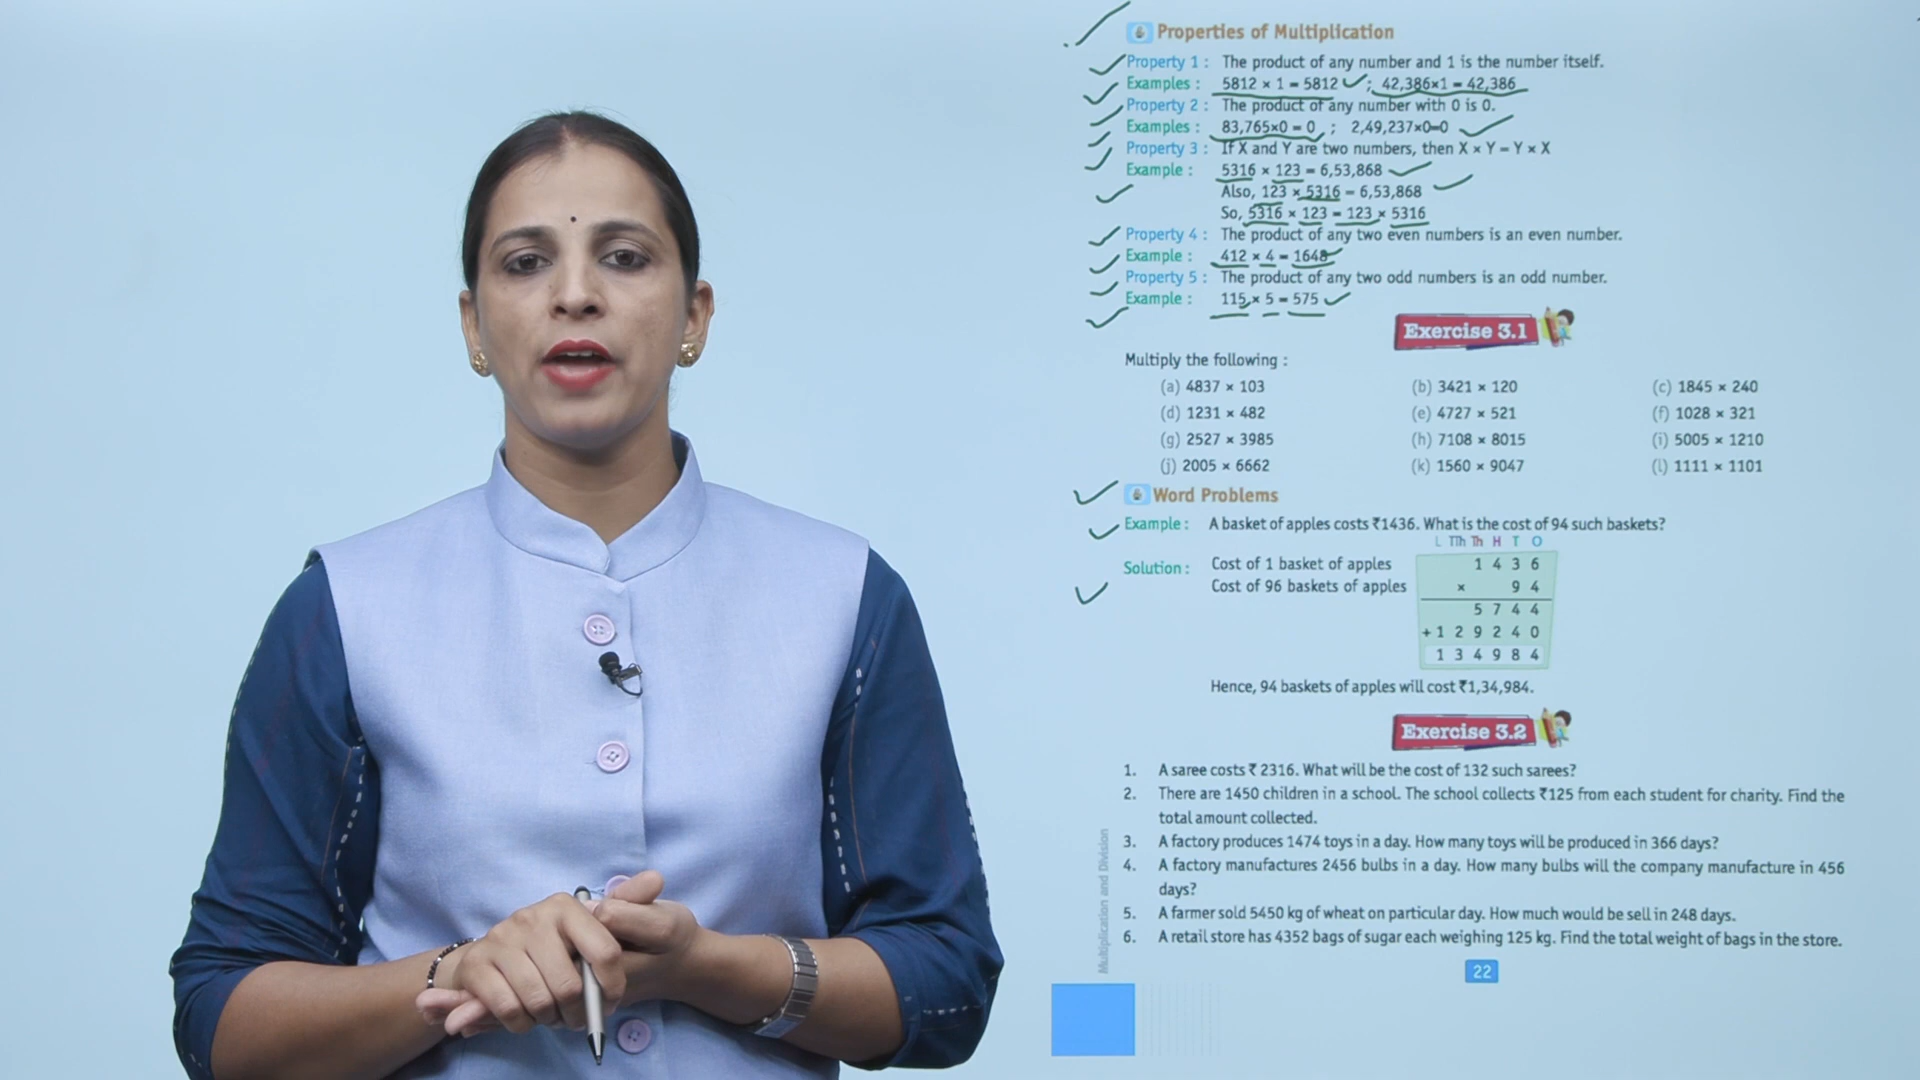 Properties of Multiplication
Property 1 : The product of any number and 1 is the number itself.
Examples : 5812 × 1 = 5812 ; 42,386×1 = 42,386
Property 2 : The product of any number with 0 is 0.
Examples : 83,765×0 = 0 ; 2,49,237×0=0
Property 3 : If X and Y are two numbers, then X × Y = Y × X
Example : 5316 × 123 = 6,53,868
Also, 123 × 5316 = 6,53,868
So, 5316 × 123 = 123 × 5316
Property 4 : The product of any two even numbers is an even number.
Example : 412 × 4 = 1648
Property 5 : The product of any two odd numbers is an odd number.
Example : 115 × 5 = 575
Exercise 3.1
Multiply the following :
(a) 4837 × 103 (b) 3421 × 120 (c) 1845 × 240
(d) 1231 × 482 (e) 4727 × 521 (f) 1028 × 321
(g) 2527 × 3985 (h) 7108 × 8015 (i) 5005 × 1210
(j) 2005 × 6662 (k) 1560 × 9047 (l) 1111 × 1101
Word Problems
Example : A basket of apples costs ₹1436. What is the cost of 94 such baskets?
L TTh Th H T O
Solution : Cost of 1 basket of apples 1 4 3 6
Cost of 96 baskets of apples × 9 4
5 7 4 4
+ 1 2 9 2 4 0
1 3 4 9 8 4
Hence, 94 baskets of apples will cost ₹1,34,984.
Exercise 3.2
1. A saree costs ₹ 2316. What will be the cost of 132 such sarees?
2. There are 1450 children in a school. The school collects ₹125 from each student for charity. Find the
total amount collected.
3. A factory produces 1474 toys in a day. How many toys will be produced in 366 days?
4. A factory manufactures 2456 bulbs in a day. How many bulbs will the company manufacture in 456
days?
5. A farmer sold 5450 kg of wheat on particular day. How much would be sell in 248 days.
6. A retail store has 4352 bags of sugar each weighing 125 kg. Find the total weight of bags in the store.
Multiplication and Division
22